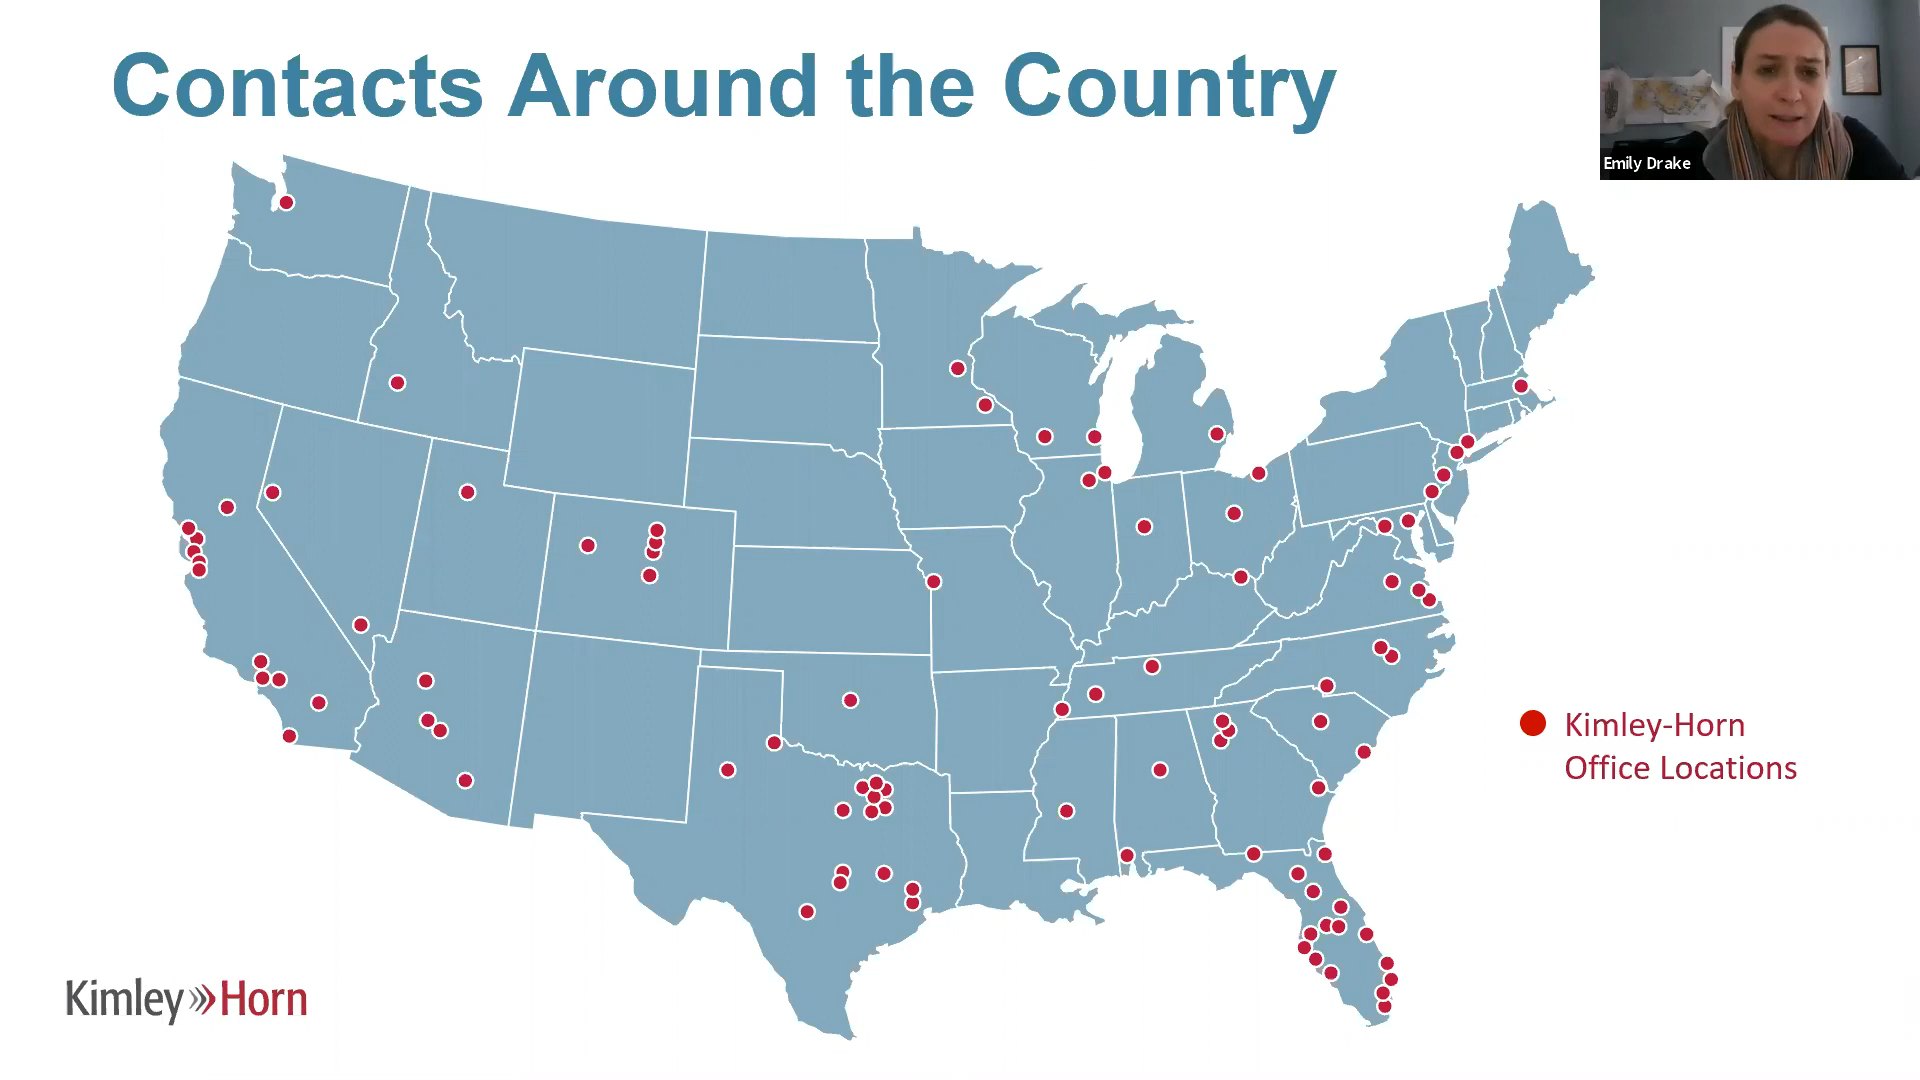 Contacts Around the Country
Emily Drake
Kimley-Horn
Office Locations
Kimley Horn